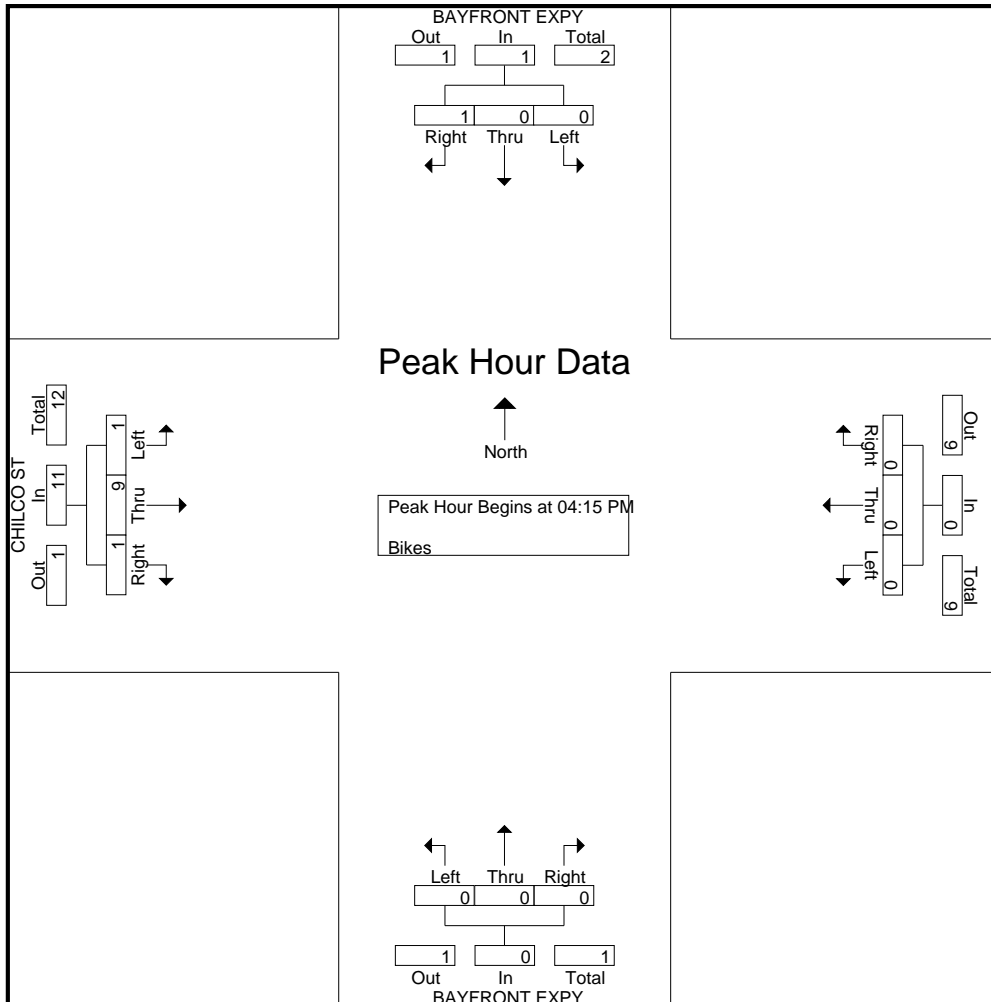 BAYFRONT EXPY
Out In Total
1 1 2
1 0 0
Right Thru Left
Peak Hour Data
North
Peak Hour Begins at 04:15 PM
Bikes
CHILCO ST
Total In Out
12 11 1
1 9 1
Left Thru Right
Right Thru Left
0 0 0
Out In Total
9 0 9
Left Thru Right
0 0 0
1 0 1
Out In Total
BAYFRONT EXPY